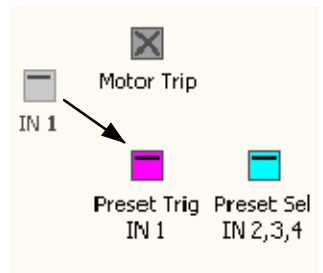 Motor Trip
IN 1
Preset Trig
IN 1
Preset Sel
IN 2,3,4